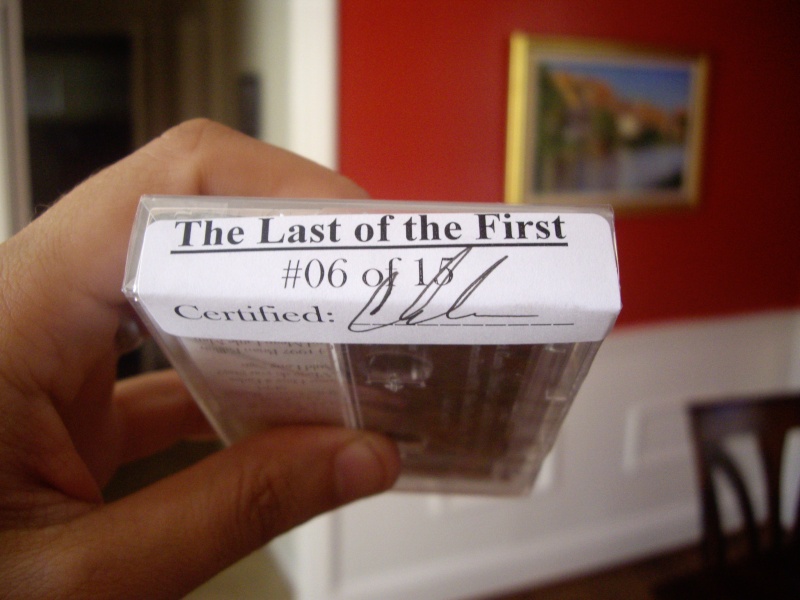 The Last of the First
#06 of 15
Certified: